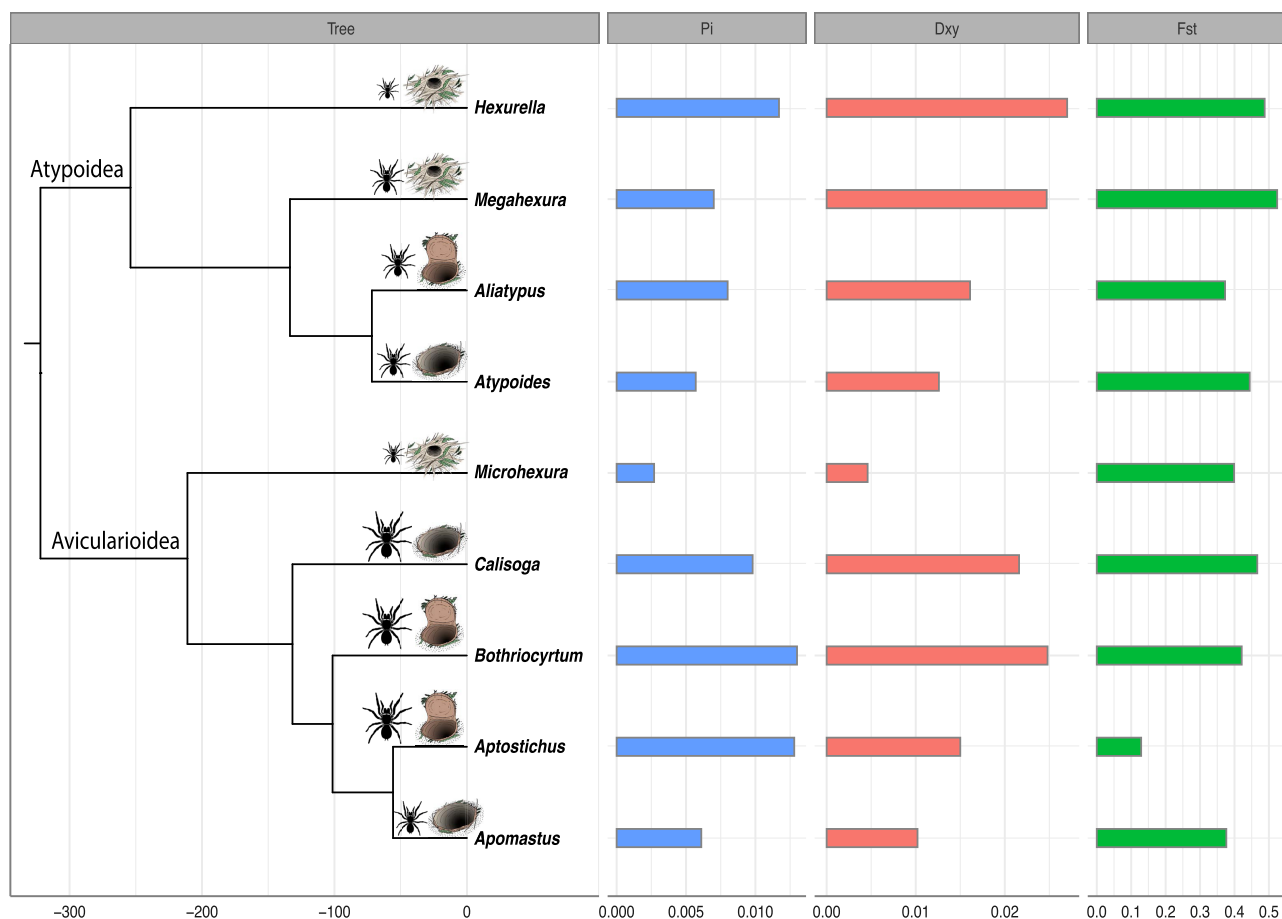 Tree Pi Dxy Fst
Hexurella
Atypoidea
Megahexura
Aliatypus
Atypoides
Microhexura
Avicularioidea
Calisoga
Bothriocyrtum
Aptostichus
Apomastus
−300 −200 −100 0 0.000 0.005 0.010 0.00 0.01 0.02 0.0 0.1 0.2 0.3 0.4 0.5